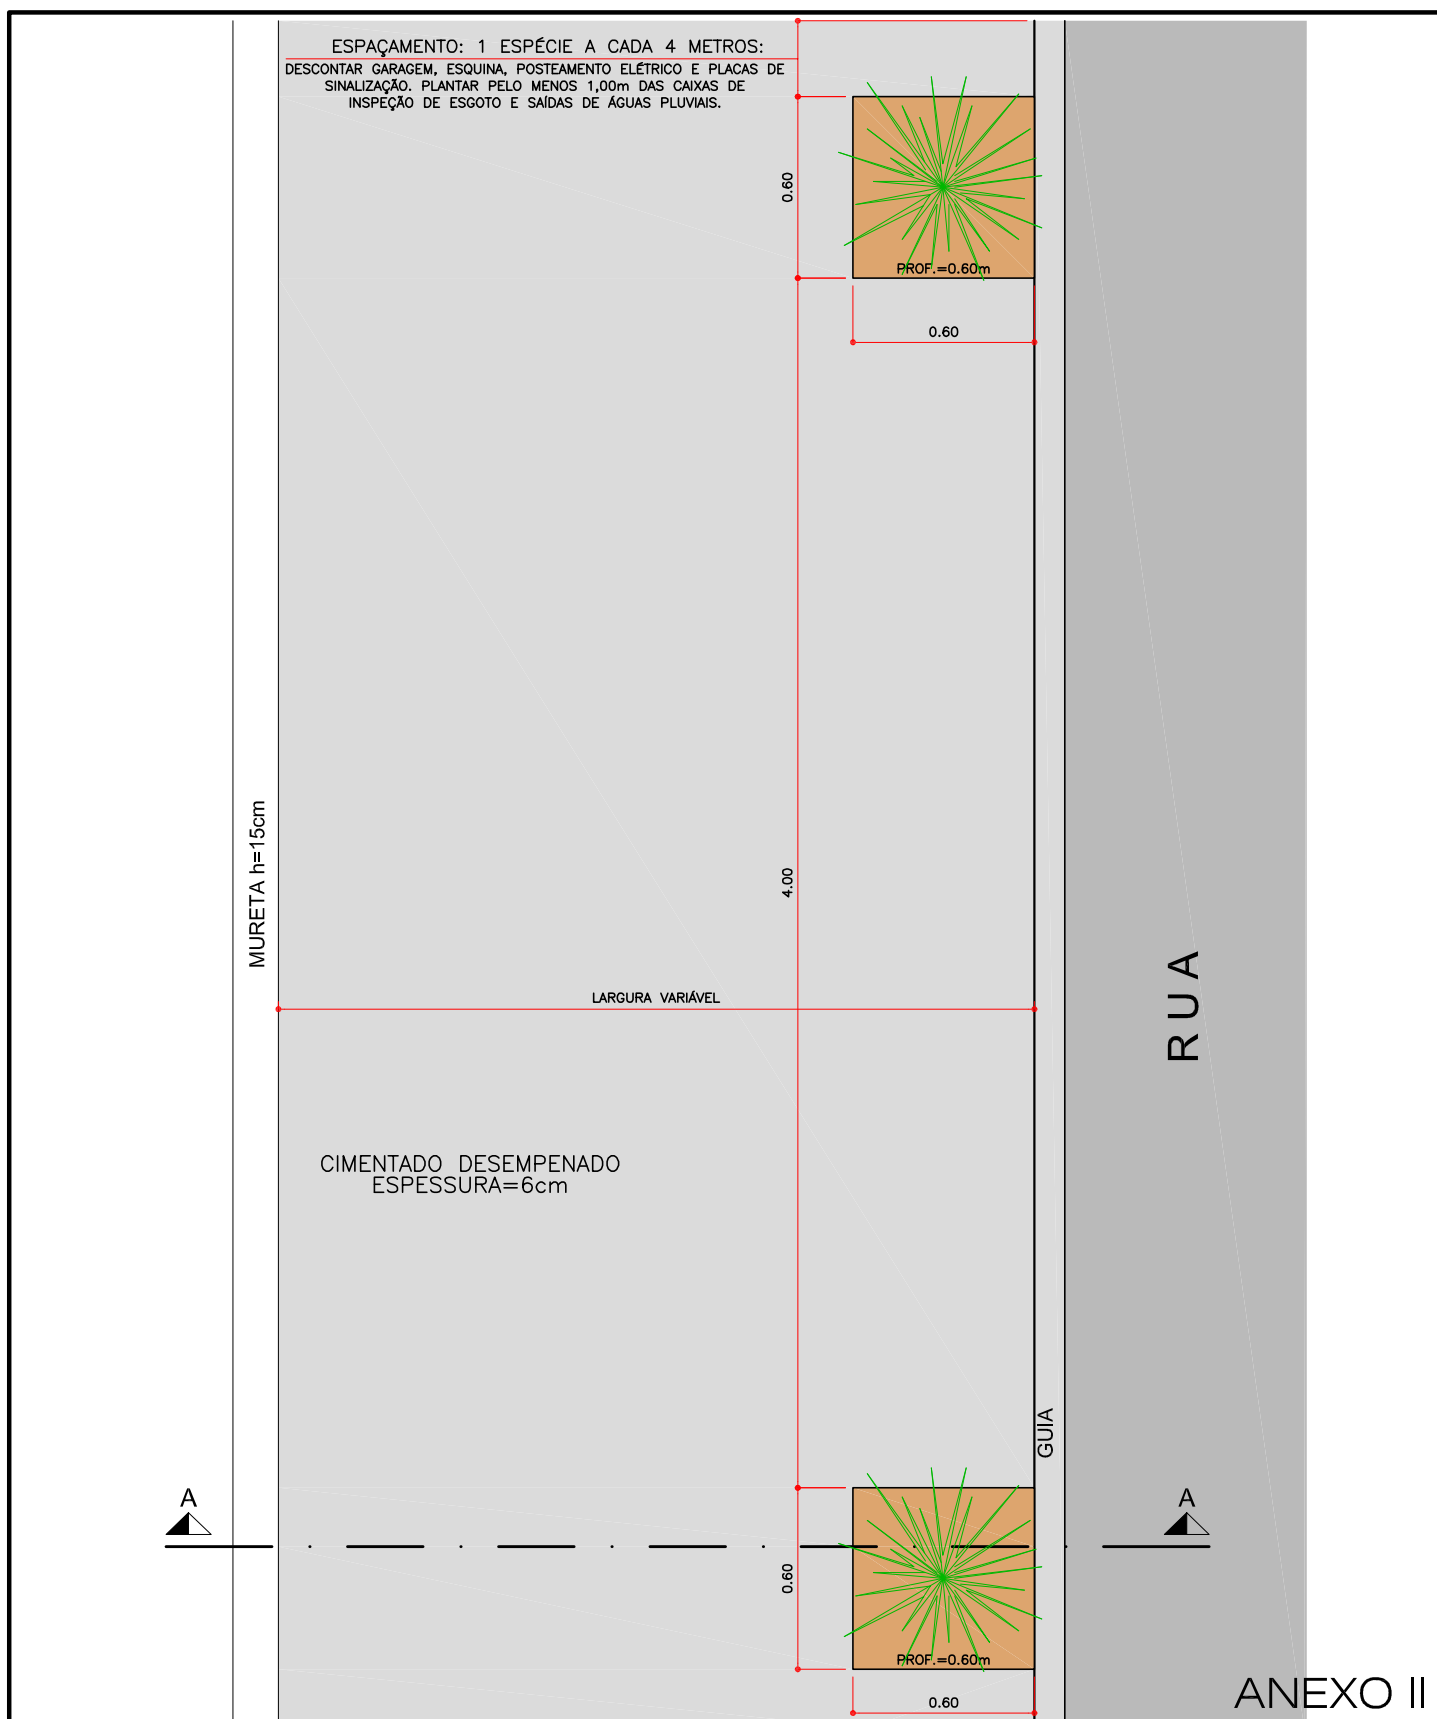 ESPAÇAMENTO: 1 ESPÉCIE A CADA 4 METROS:
DESCONTAR GARAGEM, ESQUINA, POSTEAMENTO ELÉTRICO E PLACAS DE
SINALIZAÇÃO. PLANTAR PELO MENOS 1,00m DAS CAIXAS DE
INSPEÇÃO DE ESGOTO E SAÍDAS DE ÁGUAS PLUVIAIS.
0.60
PROF.=0.60m
0.60
MURETA h=15cm
4.00
LARGURA VARIÁVEL
RUA
CIMENTADO DESEMPENADO
ESPESSURA=6cm
GUIA
A
A
0.60
PROF.=0.60m
0.60
ANEXO II